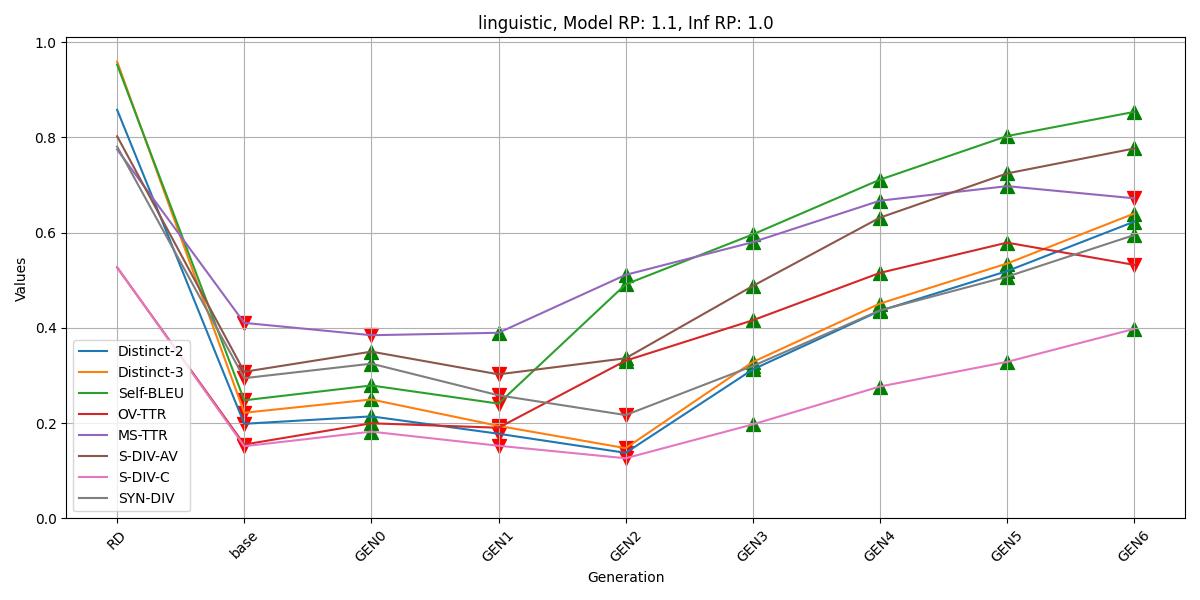 linguistic, Model RP: 1.1, Inf RP: 1.0
Values
1.0
0.8
0.6
0.4
0.2
0.0
Distinct-2
Distinct-3
Self-BLEU
OV-TTR
MS-TTR
S-DIV-AV
S-DIV-C
SYN-DIV
RD
base
GEN0
GEN1
GEN2
GEN3
GEN4
GEN5
GEN6
Generation